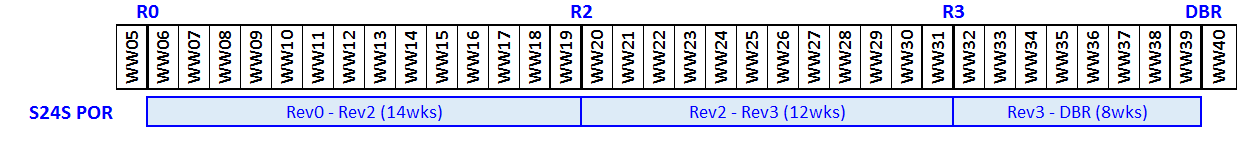 R0 R2 R3 DBR
WW05 WW06 WW07 WW08 WW09 WW10 WW11 WW12 WW13 WW14 WW15 WW16 WW17 WW18 WW19 WW20 WW21 WW22 WW23 WW24 WW25 WW26 WW27 WW28 WW29 WW30 WW31 WW32 WW33 WW34 WW35 WW36 WW37 WW38 WW39 WW40
S24S POR Rev0 - Rev2 (14wks) Rev2 - Rev3 (12wks) Rev3 - DBR (8wks)